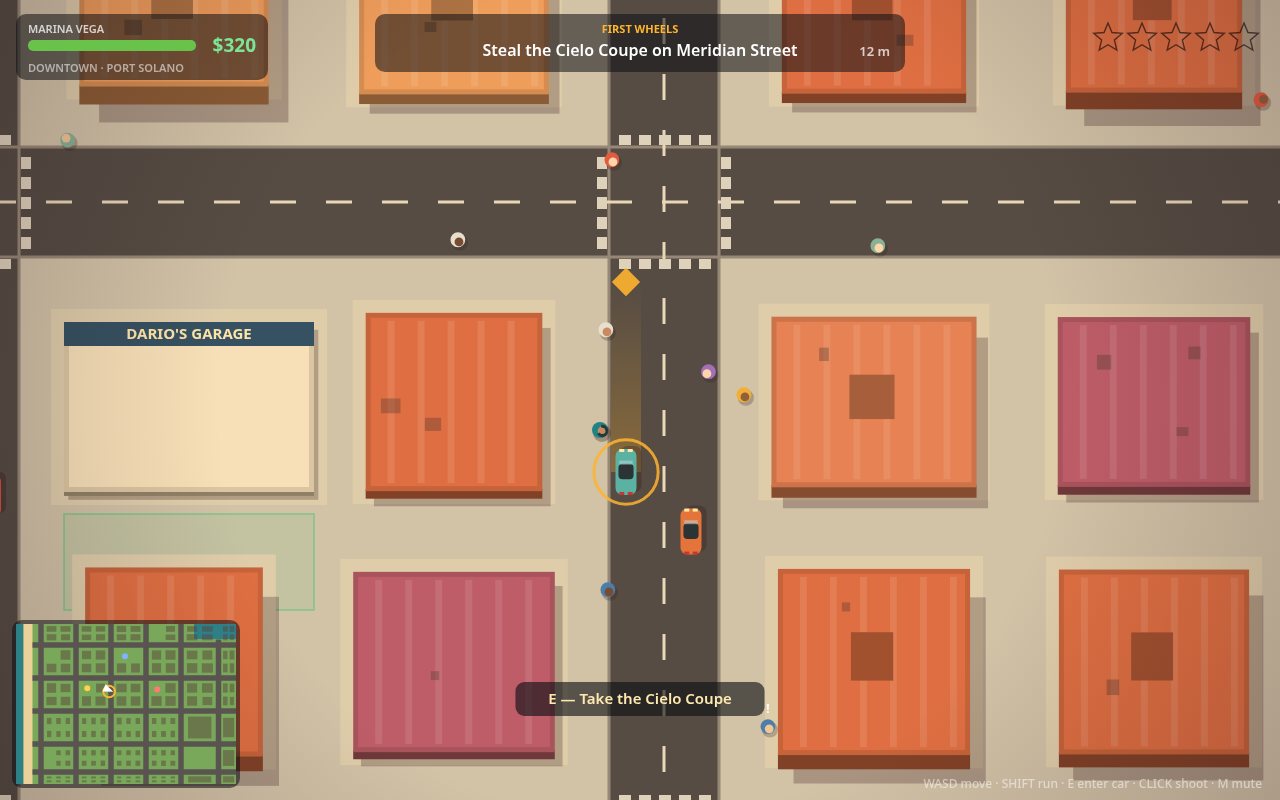 MARINA VEGA
$320
DOWNTOWN · PORT SOLANO
FIRST WHEELS
Steal the Cielo Coupe on Meridian Street
12 m
DARIO'S GARAGE
E — Take the Cielo Coupe
!
WASD move · SHIFT run · E enter car · CLICK shoot · M mute